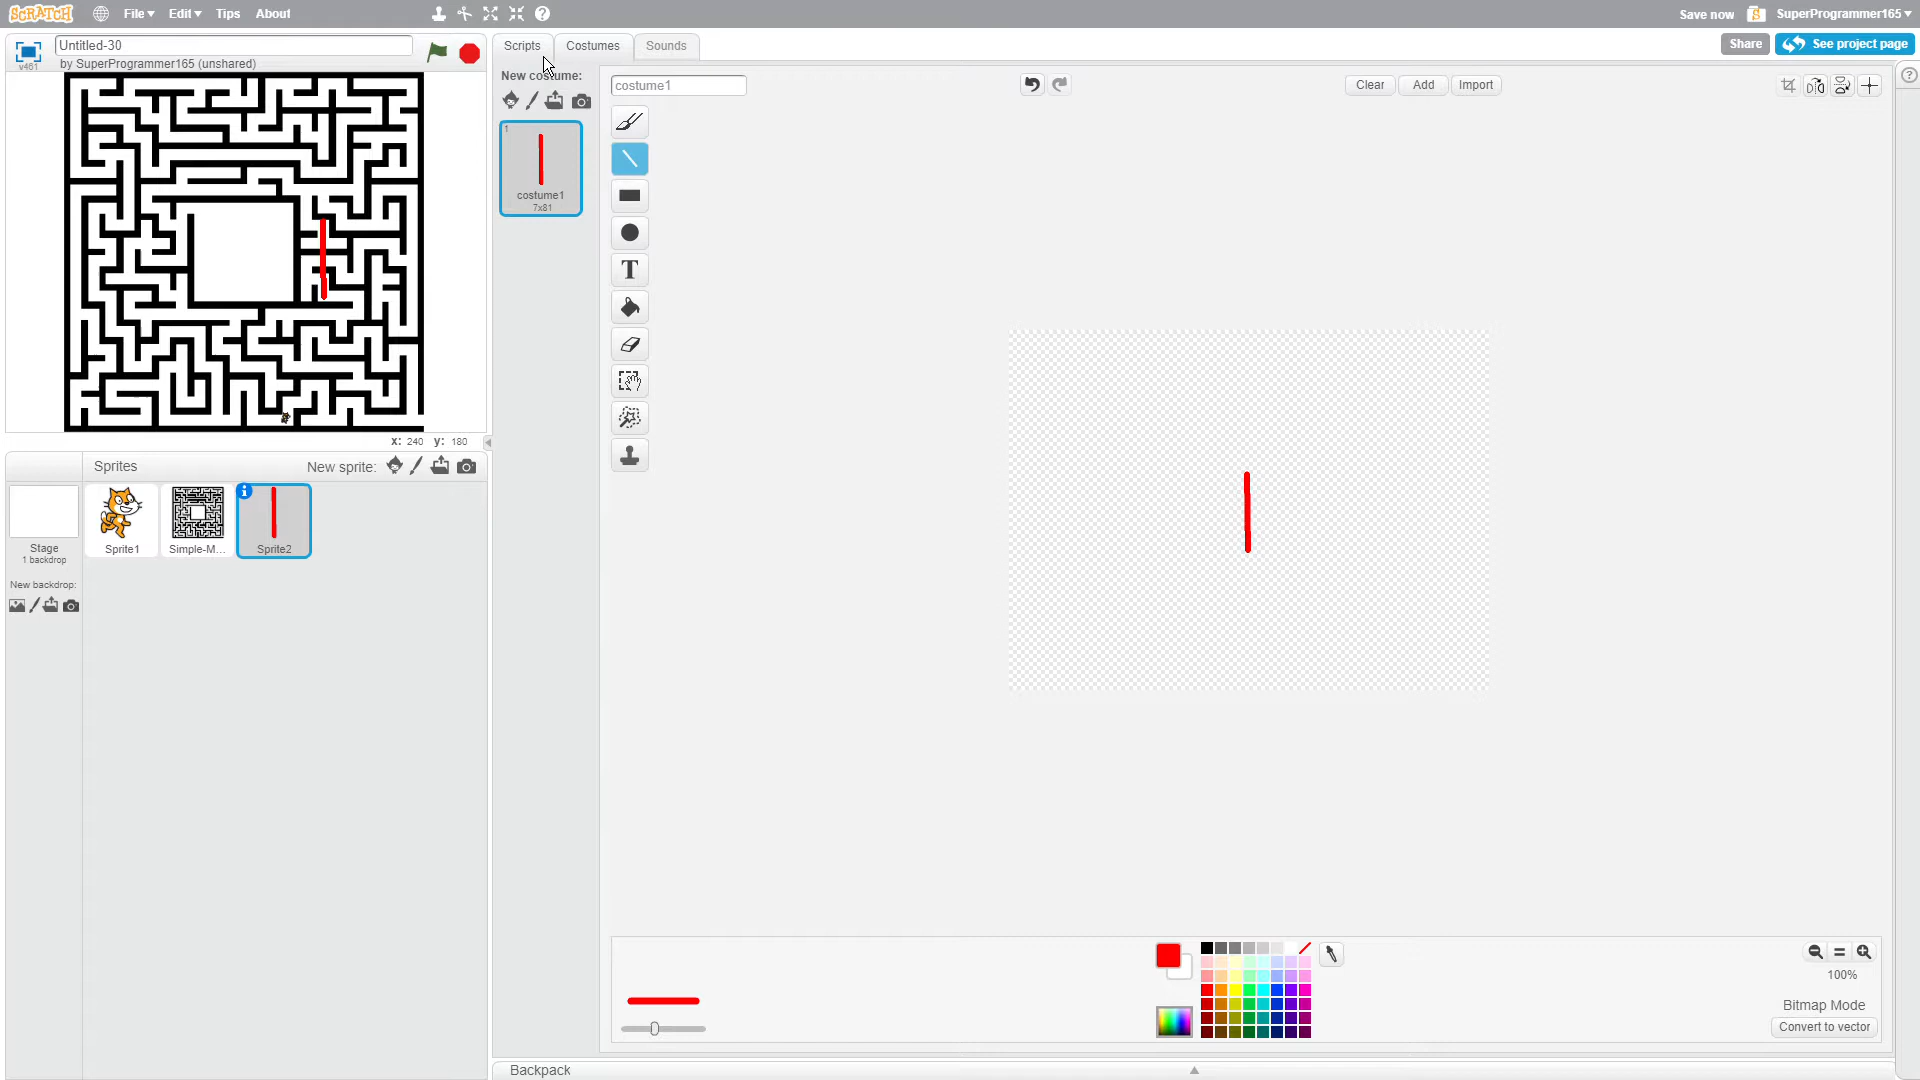 SCRATCH
File Edit Tips About
Save now
SuperProgrammer165
v461
Untitled-30
by SuperProgrammer165 (unshared)
Scripts
Costumes
Sounds
Share
See project page
New costume:
costume1
Clear
Add
Import
1
costume1
7x81
T
x: 240 y: 180
Sprites
New sprite:
Stage
1 backdrop
New backdrop:
Sprite1
Simple-M...
Sprite2
100%
Bitmap Mode
Convert to vector
Backpack